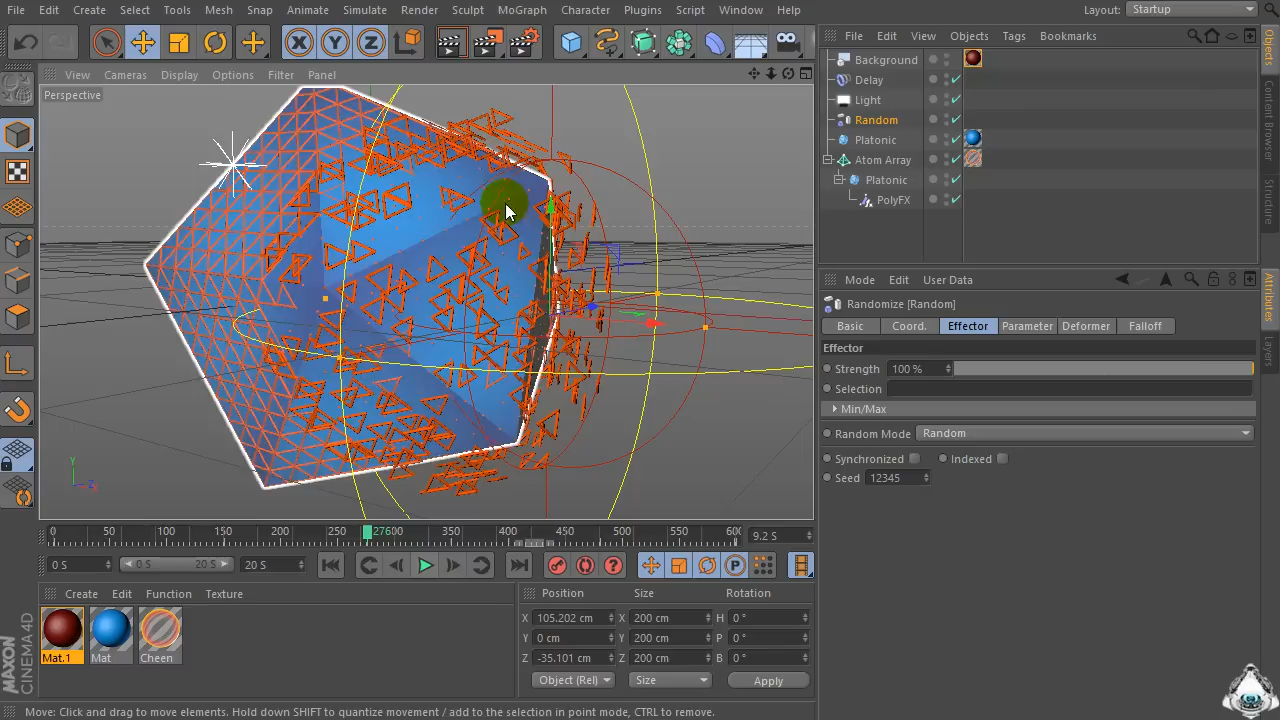 File Edit Create Select Tools Mesh Snap Animate Simulate Render Sculpt MoGraph Character Plugins Script Window Help Layout: Startup
X Y Z
File Edit View Objects Tags Bookmarks
View Cameras Display Options Filter Panel
Perspective
Background
Delay
Light
Random
Platonic
Atom Array
Platonic
PolyFX
Objects
Content Browser
Structure
Mode Edit User Data
Randomize [Random]
Basic Coord. Effector Parameter Deformer Falloff
Effector
Strength 100 %
Selection
Min/Max
Random Mode Random
Synchronized Indexed
Seed 12345
Attributes
Layers
Y
Z
0 50 100 150 200 250 27600 350 400 450 500 550 600 9.2 S
0 S 0 S 20 S 20 S
P
Create Edit Function Texture
Mat.1 Mat Cheen
Position Size Rotation
X 105.202 cm X 200 cm H 0 °
Y 0 cm Y 200 cm P 0 °
Z -35.101 cm Z 200 cm B 0 °
Object (Rel) Size Apply
MAXON
CINEMA 4D
Move: Click and drag to move elements. Hold down SHIFT to quantize movement / add to the selection in point mode, CTRL to remove.